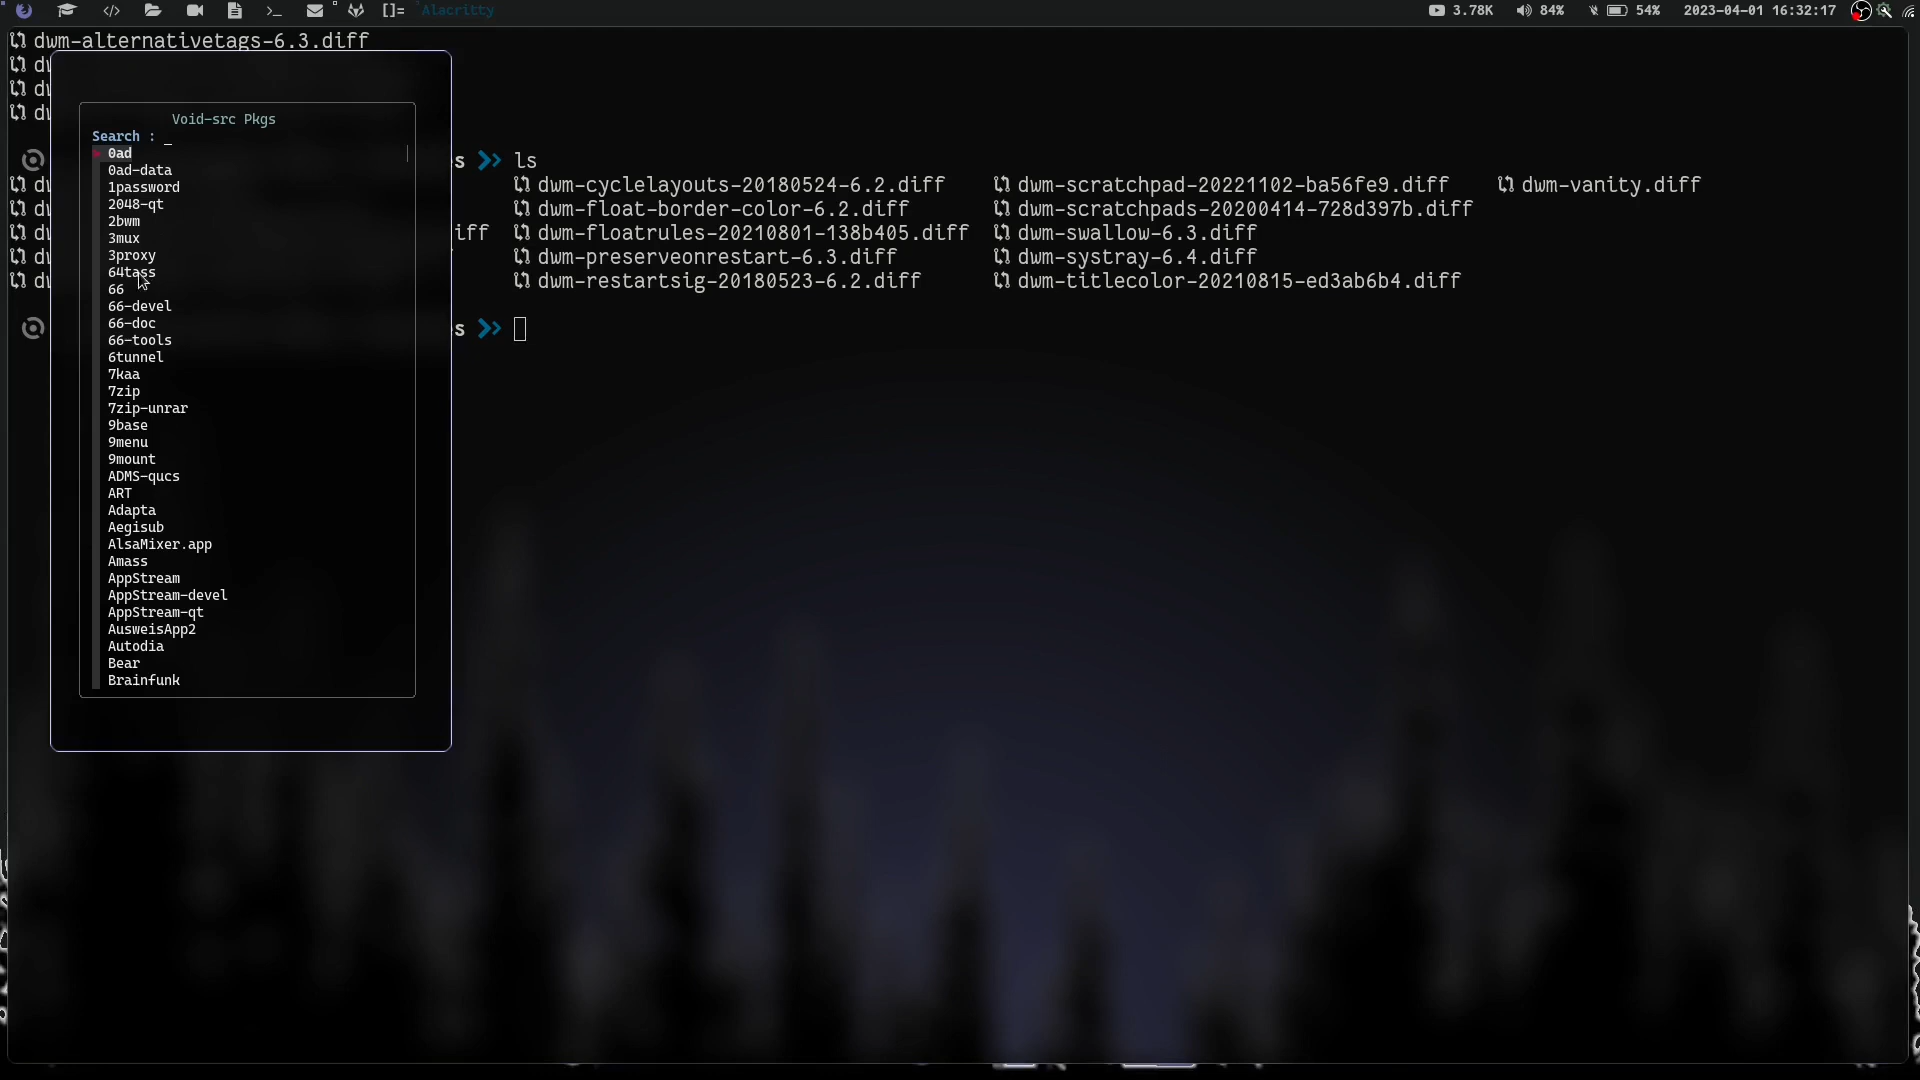 []= Alacritty 3.78K 84% 54% 2023-04-01 16:32:17
dwm-alternativetags-6.3.diff
Void-src Pkgs
Search : _
0ad
0ad-data
1password
2048-qt
2bwm
3mux
3proxy
64tass
66
66-devel
66-doc
66-tools
6tunnel
7kaa
7zip
7zip-unrar
9base
9menu
9mount
ADMS-qucs
ART
Adapta
Aegisub
AlsaMixer.app
Amass
AppStream
AppStream-devel
AppStream-qt
AusweisApp2
Autodia
Bear
Brainfunk
ls
dwm-cyclelayouts-20180524-6.2.diff dwm-scratchpad-20221102-ba56fe9.diff dwm-vanity.diff
dwm-float-border-color-6.2.diff dwm-scratchpads-20200414-728d397b.diff
dwm-floatrules-20210801-138b405.diff dwm-swallow-6.3.diff
dwm-preserveonrestart-6.3.diff dwm-systray-6.4.diff
dwm-restartsig-20180523-6.2.diff dwm-titlecolor-20210815-ed3ab6b4.diff